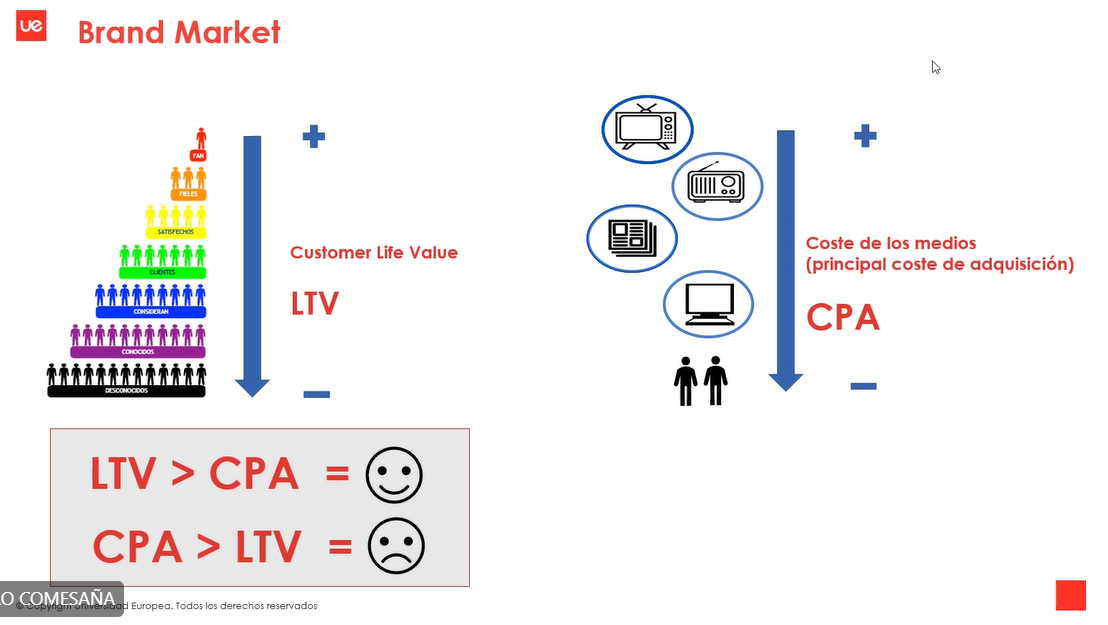 ue
Brand Market
FAN
FIELES
SATISFECHOS
CLIENTES
CONSIDERAN
CONOCIDOS
DESCONOCIDOS
Customer Life Value
LTV
Coste de los medios
(principal coste de adquisición)
CPA
LTV > CPA =
CPA > LTV =
O COMESAÑA
© Copyright Universidad Europea. Todos los derechos reservados